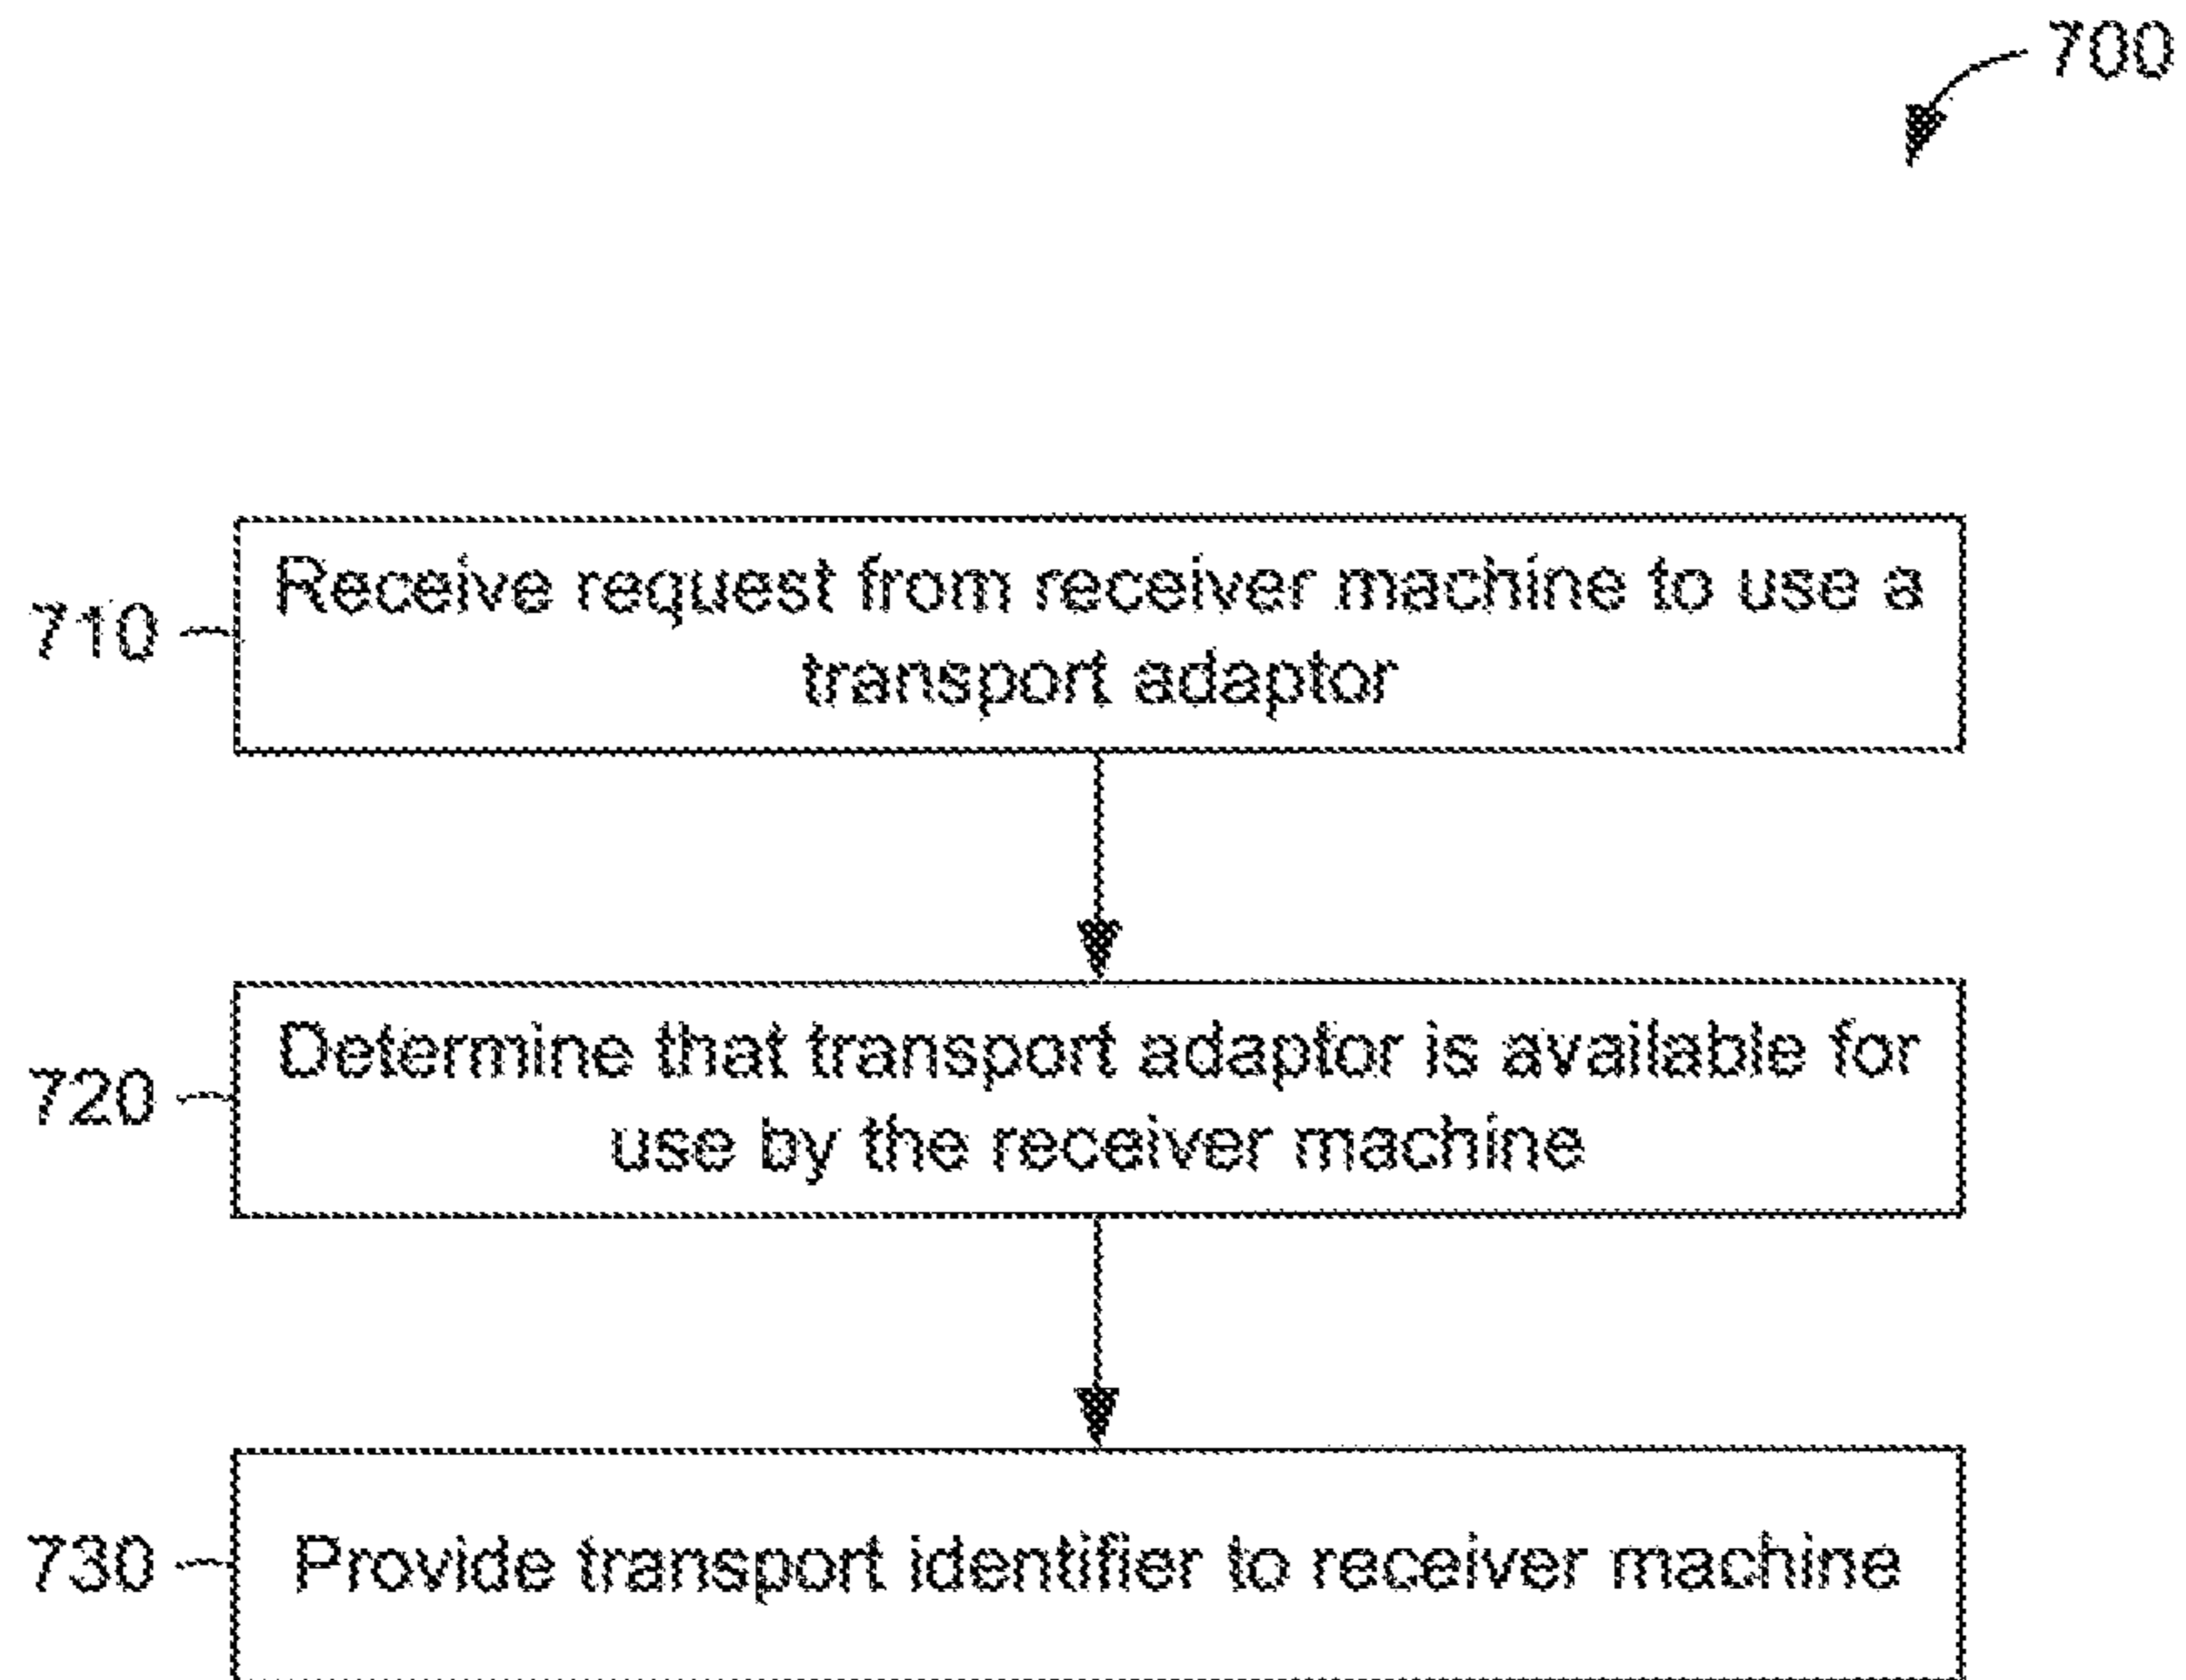 700
710
Receive request from receiver machine to use a
transport adaptor
720
Determine that transport adaptor is available for
use by the receiver machine
730
Provide transport identifier to receiver machine